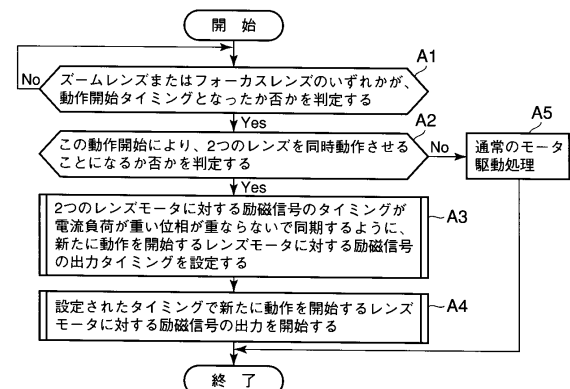 開 始
A1
No
ズームレンズまたはフォーカスレンズのいずれかが、
動作開始タイミングとなったか否かを判定する
Yes
A2
この動作開始により、2つのレンズを同時動作させる
ことになるか否かを判定する
No
A5
通常のモータ
駆動処理
Yes
2つのレンズモータに対する励磁信号のタイミングが
電流負荷が重い位相が重ならないで同期するように、
新たに動作を開始するレンズモータに対する励磁信号
の出力タイミングを設定する
A3
設定されたタイミングで新たに動作を開始するレンズ
モータに対する励磁信号の出力を開始する
A4
終 了